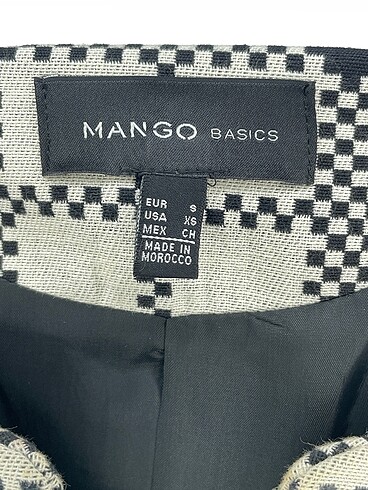 MANGO BASICS
EUR S
USA XS
MEX CH
MADE IN
MOROCCO